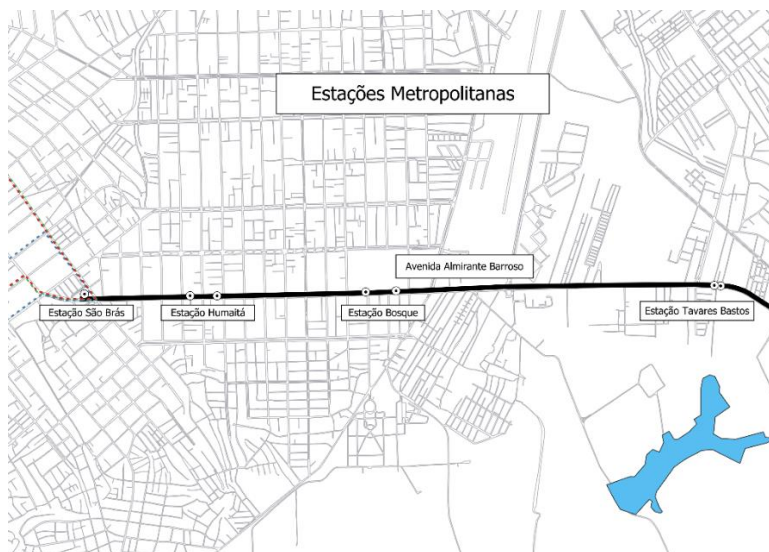 Estações Metropolitanas
Avenida Almirante Barroso
Estação São Brás
Estação Humaitá
Estação Bosque
Estação Tavares Bastos